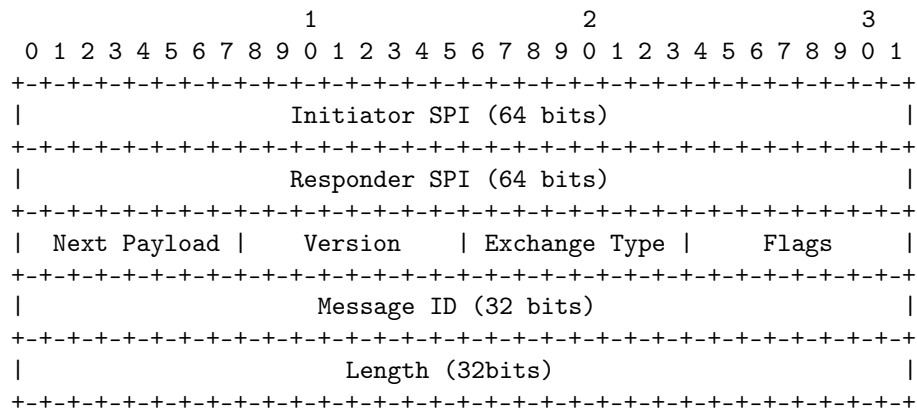 1                   2                   3
 0 1 2 3 4 5 6 7 8 9 0 1 2 3 4 5 6 7 8 9 0 1 2 3 4 5 6 7 8 9 0 1
+-+-+-+-+-+-+-+-+-+-+-+-+-+-+-+-+-+-+-+-+-+-+-+-+-+-+-+-+-+-+-+-+
|                   Initiator SPI (64 bits)                     |
+-+-+-+-+-+-+-+-+-+-+-+-+-+-+-+-+-+-+-+-+-+-+-+-+-+-+-+-+-+-+-+-+
|                   Responder SPI (64 bits)                     |
+-+-+-+-+-+-+-+-+-+-+-+-+-+-+-+-+-+-+-+-+-+-+-+-+-+-+-+-+-+-+-+-+
|  Next Payload |    Version    | Exchange Type |     Flags     |
+-+-+-+-+-+-+-+-+-+-+-+-+-+-+-+-+-+-+-+-+-+-+-+-+-+-+-+-+-+-+-+-+
|                     Message ID (32 bits)                      |
+-+-+-+-+-+-+-+-+-+-+-+-+-+-+-+-+-+-+-+-+-+-+-+-+-+-+-+-+-+-+-+-+
|                       Length (32bits)                         |
+-+-+-+-+-+-+-+-+-+-+-+-+-+-+-+-+-+-+-+-+-+-+-+-+-+-+-+-+-+-+-+-+